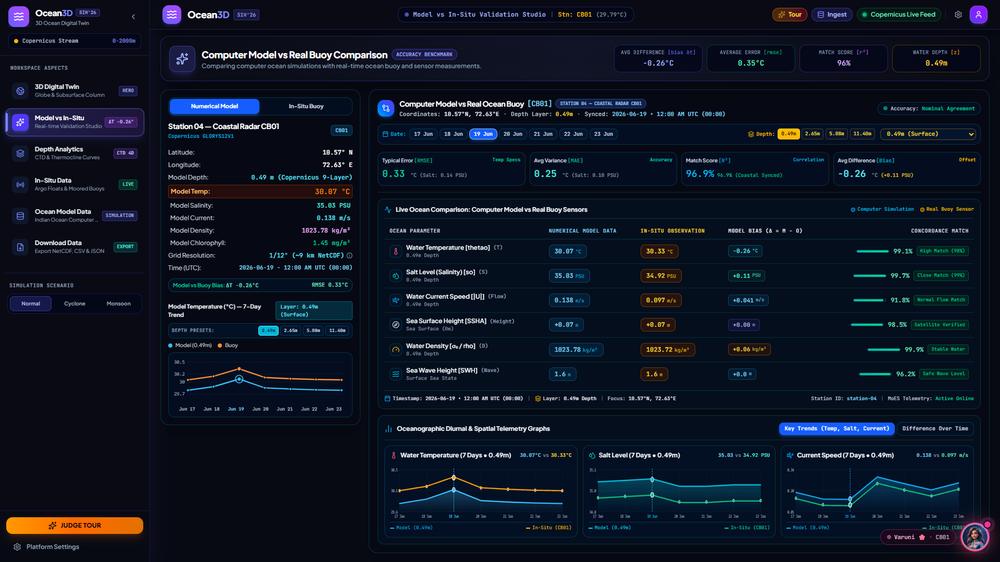 Ocean3D SIH'26
3D Ocean Digital Twin
Copernicus Stream 0-2000m
WORKSPACE ASPECTS
3D Digital Twin
Globe & Subsurface Column
HERO
Model vs In-Situ
Real-time Validation Studio
ΔT -0.26°
Depth Analytics
CTD & Thermocline Curves
CTD 4D
In-Situ Data
Argo Floats & Moored Buoys
LIVE
Ocean Model Data
Indian Ocean Computer ...
SIMULATION
Download Data
Export NetCDF, CSV & JSON
EXPORT
SIMULATION SCENARIO
Normal Cyclone Monsoon
JUDGE TOUR
Platform Settings
Ocean3D SIH'26
Model vs In-Situ Validation Studio | Stn: CB01 (29.79°C)
Tour Ingest Copernicus Live Feed
Computer Model vs Real Buoy Comparison ACCURACY BENCHMARK
Comparing computer ocean simulations with real-time ocean buoy and sensor measurements.
AVG DIFFERENCE [bias δt]
-0.26°C
AVERAGE ERROR [rmse]
0.35°C
MATCH SCORE [r²]
96%
WATER DEPTH [z]
0.49m
Numerical Model In-Situ Buoy
Station 04 — Coastal Radar CB01
Copernicus GLORYS12V1
CB01
Latitude: 10.57° N
Longitude: 72.63° E
Model Depth: 0.49 m (Copernicus 9-Layer)
Model Temp: 30.07 °C
Model Salinity: 35.03 PSU
Model Current: 0.138 m/s
Model Density: 1023.78 kg/m³
Model Chlorophyll: 1.45 mg/m³
Grid Resolution: 1/12° (~9 km NetCDF)
Time (UTC): 2026-06-19 - 12:00 AM UTC (00:00)
Model vs Buoy Bias: ΔT -0.26°C RMSE 0.33°C
Model Temperature (°C) — 7-Day Trend
Layer: 0.49m (Surface)
DEPTH PRESETS: 0.49m 2.65m 5.08m 11.40m
Model (0.49m) Buoy
30.5
30.2
30
29.7
Jun 17 Jun 18 Jun 19 Jun 20 Jun 21 Jun 22 Jun 23
Computer Model vs Real Ocean Buoy [CB01] STATION 04 — COASTAL RADAR CB01
Coordinates: 10.57°N, 72.63°E • Depth Layer: 0.49m • Synced: 2026-06-19 • 12:00 AM UTC (00:00)
Accuracy: Nominal Agreement
Date: 17 Jun 18 Jun 19 Jun 20 Jun 21 Jun 22 Jun 23 Jun
Depth: 0.49m 2.65m 5.08m 11.40m 0.49m (Surface)
Typical Error [RMSE] Temp Specs
0.33 °C (Salt: 0.14 PSU)
Avg Variance [MAE] Accuracy
0.25 °C (Salt: 0.10 PSU)
Match Score [R²] Correlation
96.9% 96.9% (Coastal Synced)
Avg Difference [Bias] Offset
-0.26 °C (+0.11 PSU)
Live Ocean Comparison: Computer Model vs Real Buoy Sensors
Computer Simulation Real Buoy Sensor
OCEAN PARAMETER NUMERICAL MODEL DATA IN-SITU OBSERVATION MODEL BIAS (Δ = M - O) CONCORDANCE MATCH
Water Temperature [thetao] (T)
0.49m Depth
30.07 °C 30.33 °C -0.26 °C 99.1% High Match (98%)
Salt Level (Salinity) [so] (S)
0.49m Depth
35.03 PSU 34.92 PSU +0.11 PSU 99.7% Close Match (99%)
Water Current Speed [|U|] (Flow)
0.49m Depth
0.138 m/s 0.097 m/s +0.041 m/s 91.8% Normal Flow Match
Sea Surface Height [SSHA] (Height)
Sea Surface (0m)
+0.07 m +0.07 m +0.00 m 98.5% Satellite Verified
Water Density [σ₀ / rho] (D)
0.49m Depth
1023.78 kg/m³ 1023.72 kg/m³ +0.06 kg/m³ 99.9% Stable Water
Sea Wave Height [SWH] (Wave)
Surface Sea State
1.6 m 1.6 m +0.0 m 96.2% Safe Wave Level
Timestamp: 2026-06-19 • 12:00 AM UTC (00:00) | Layer: 0.49m Depth | Focus: 10.57°N, 72.63°E
Station ID: station-04 | MoES Telemetry: Active Online
Oceanographic Diurnal & Spatial Telemetry Graphs
Key Trends (Temp, Salt, Current) Difference Over Time
Water Temperature (7 Days • 0.49m) 30.07°C vs 30.33°C
30.5
30.1
29.6
17 Jun 18 Jun 19 Jun 20 Jun 21 Jun 22 Jun 23 Jun
Model (0.49m) In-Situ (CB01)
Salt Level (7 Days • 0.49m) 35.03 vs 34.92 PSU
35.1
35.0
34.8
17 Jun 18 Jun 19 Jun 20 Jun 21 Jun 22 Jun 23 Jun
Model (0.49m) In-Situ (CB01)
Current Speed (7 Days • 0.49m) 0.138 vs 0.097 m/s
0.34
0.20
0.05
17 Jun 18 Jun 19 Jun 20 Jun 21 Jun 22 Jun 23 Jun
Model (0.49m) In-Situ (CB01)
Varuni 🌸 • CB01